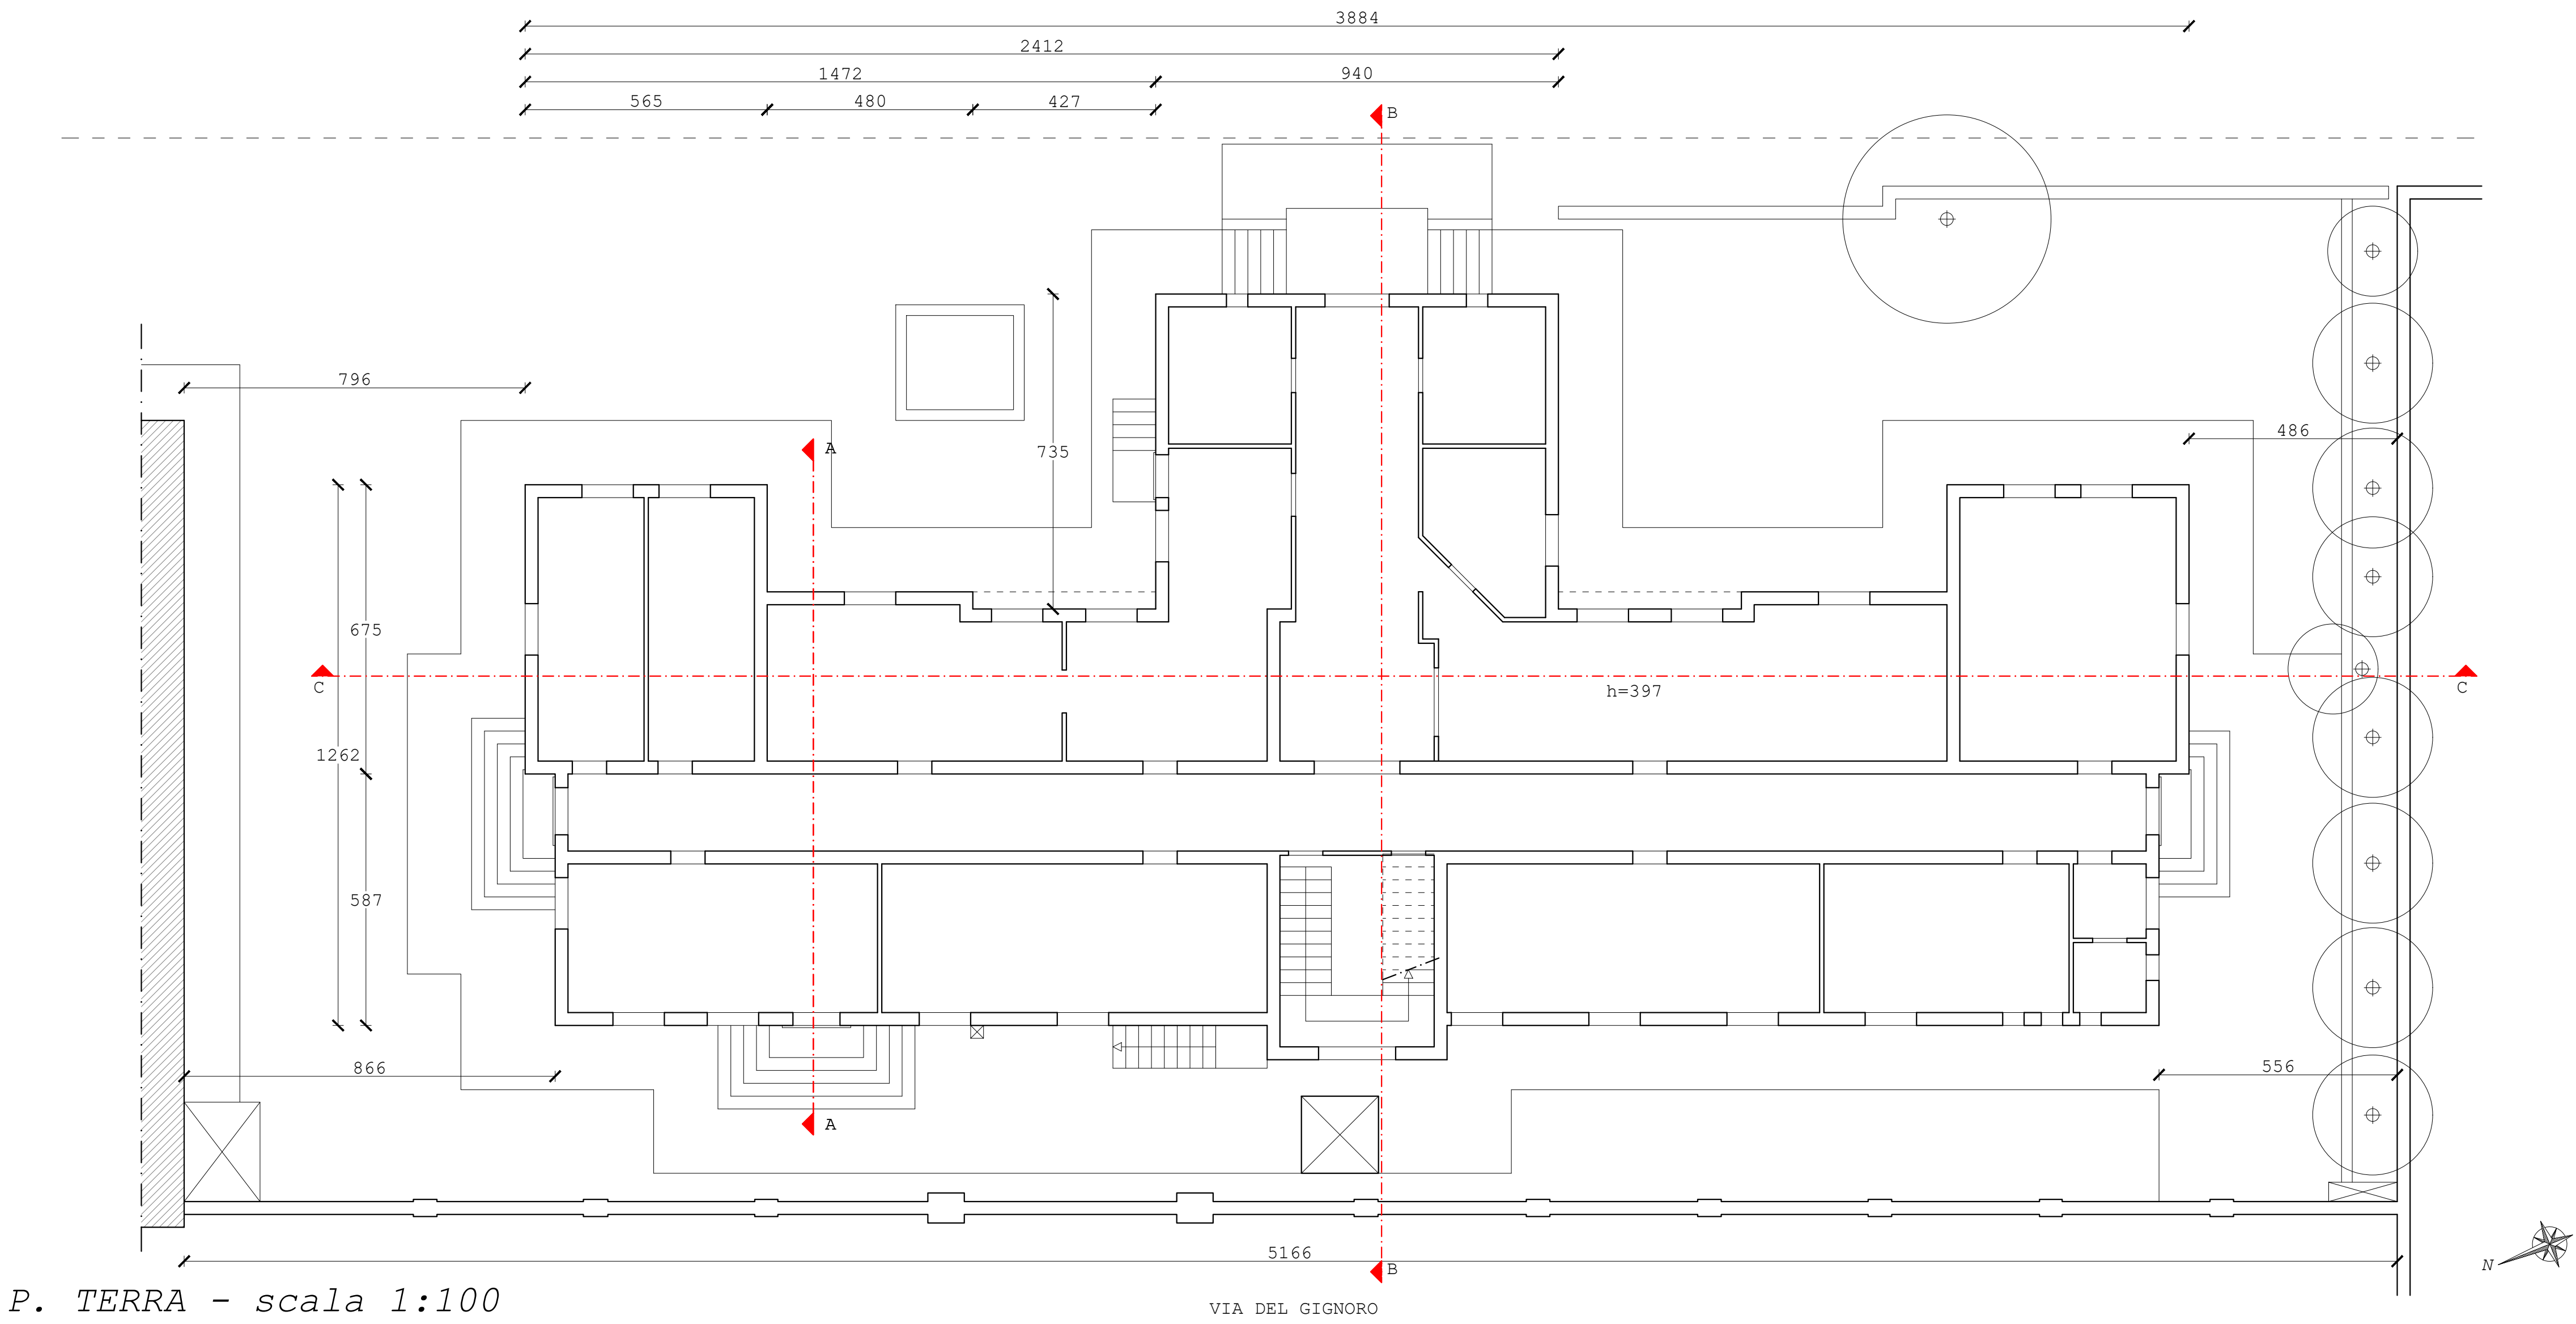 3884
2412
1472 940
565 480 427
B
796
486
A
735
675
C
h=397
C
1262
587
866
556
A
5166
B
N
P. TERRA - scala 1:100
VIA DEL GIGNORO